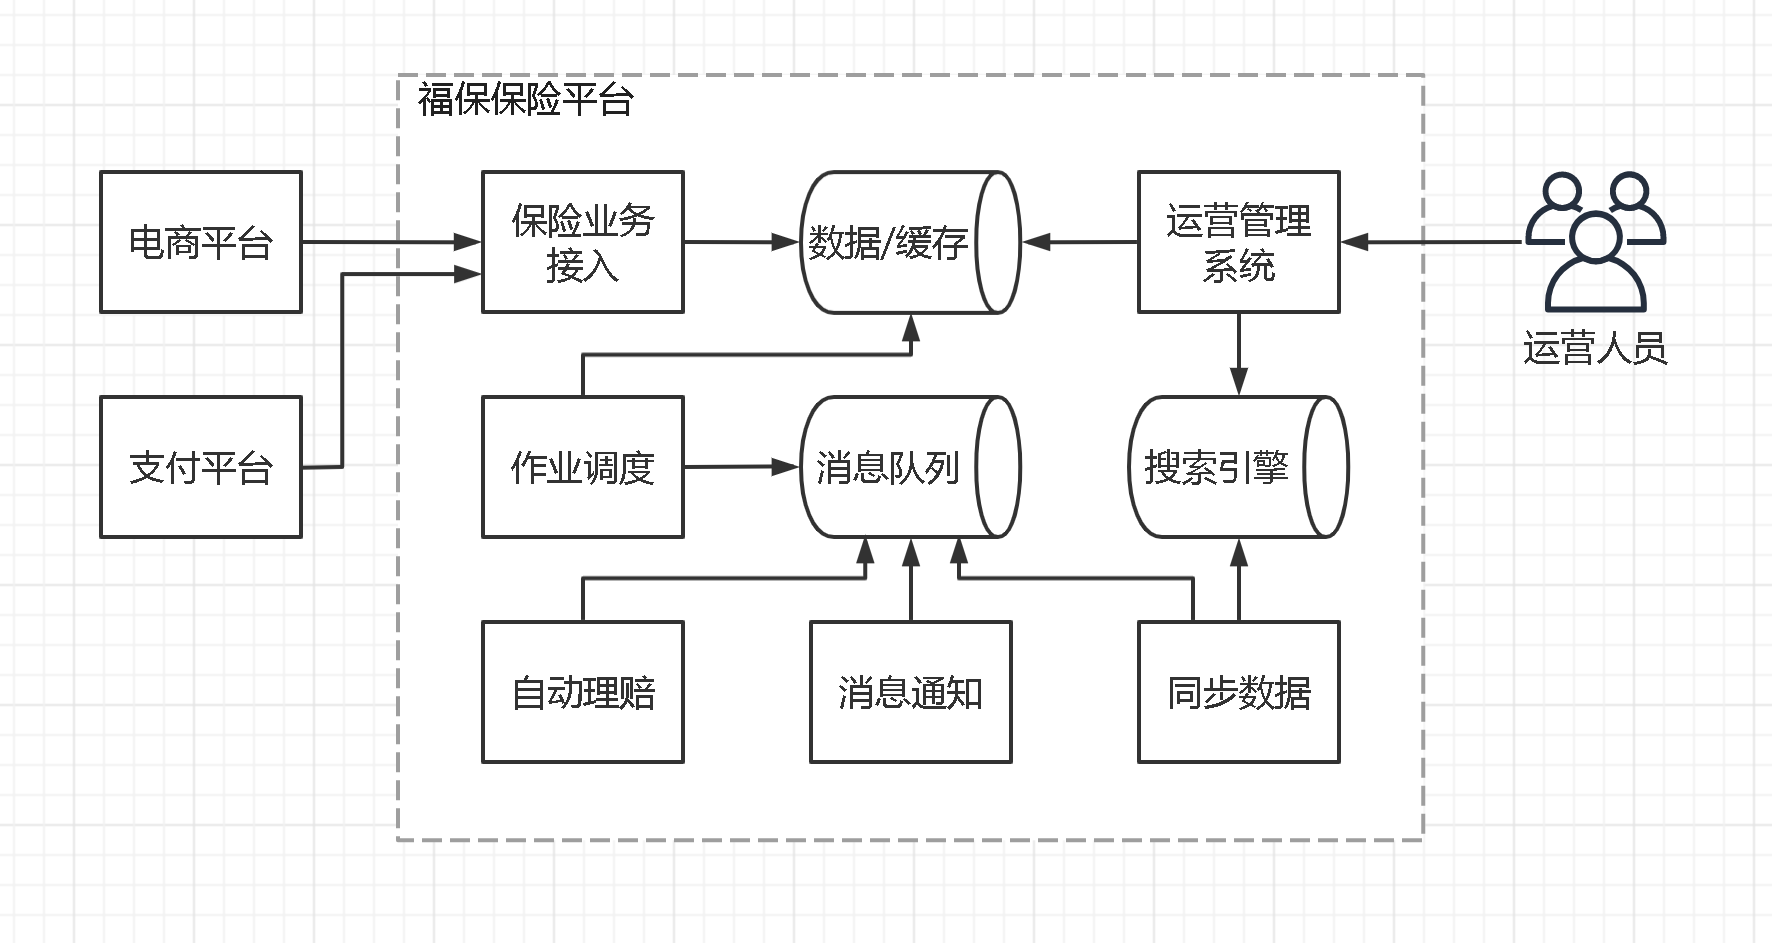 福保保险平台
电商平台
保险业务
接入
数据/缓存
运营管理
系统
运营人员
支付平台
作业调度
消息队列
搜索引擎
自动理赔
消息通知
同步数据